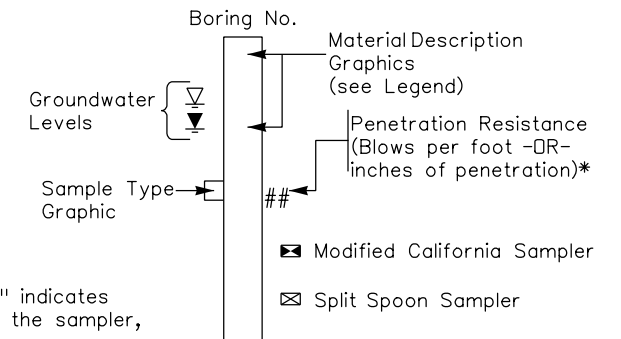 Boring No.
Material Description
Graphics
(see Legend)
Groundwater
Levels
Penetration Resistance
(Blows per foot -OR-
inches of penetration)*
Sample Type
Graphic
##
Modified California Sampler
" indicates
Split Spoon Sampler
the sampler,